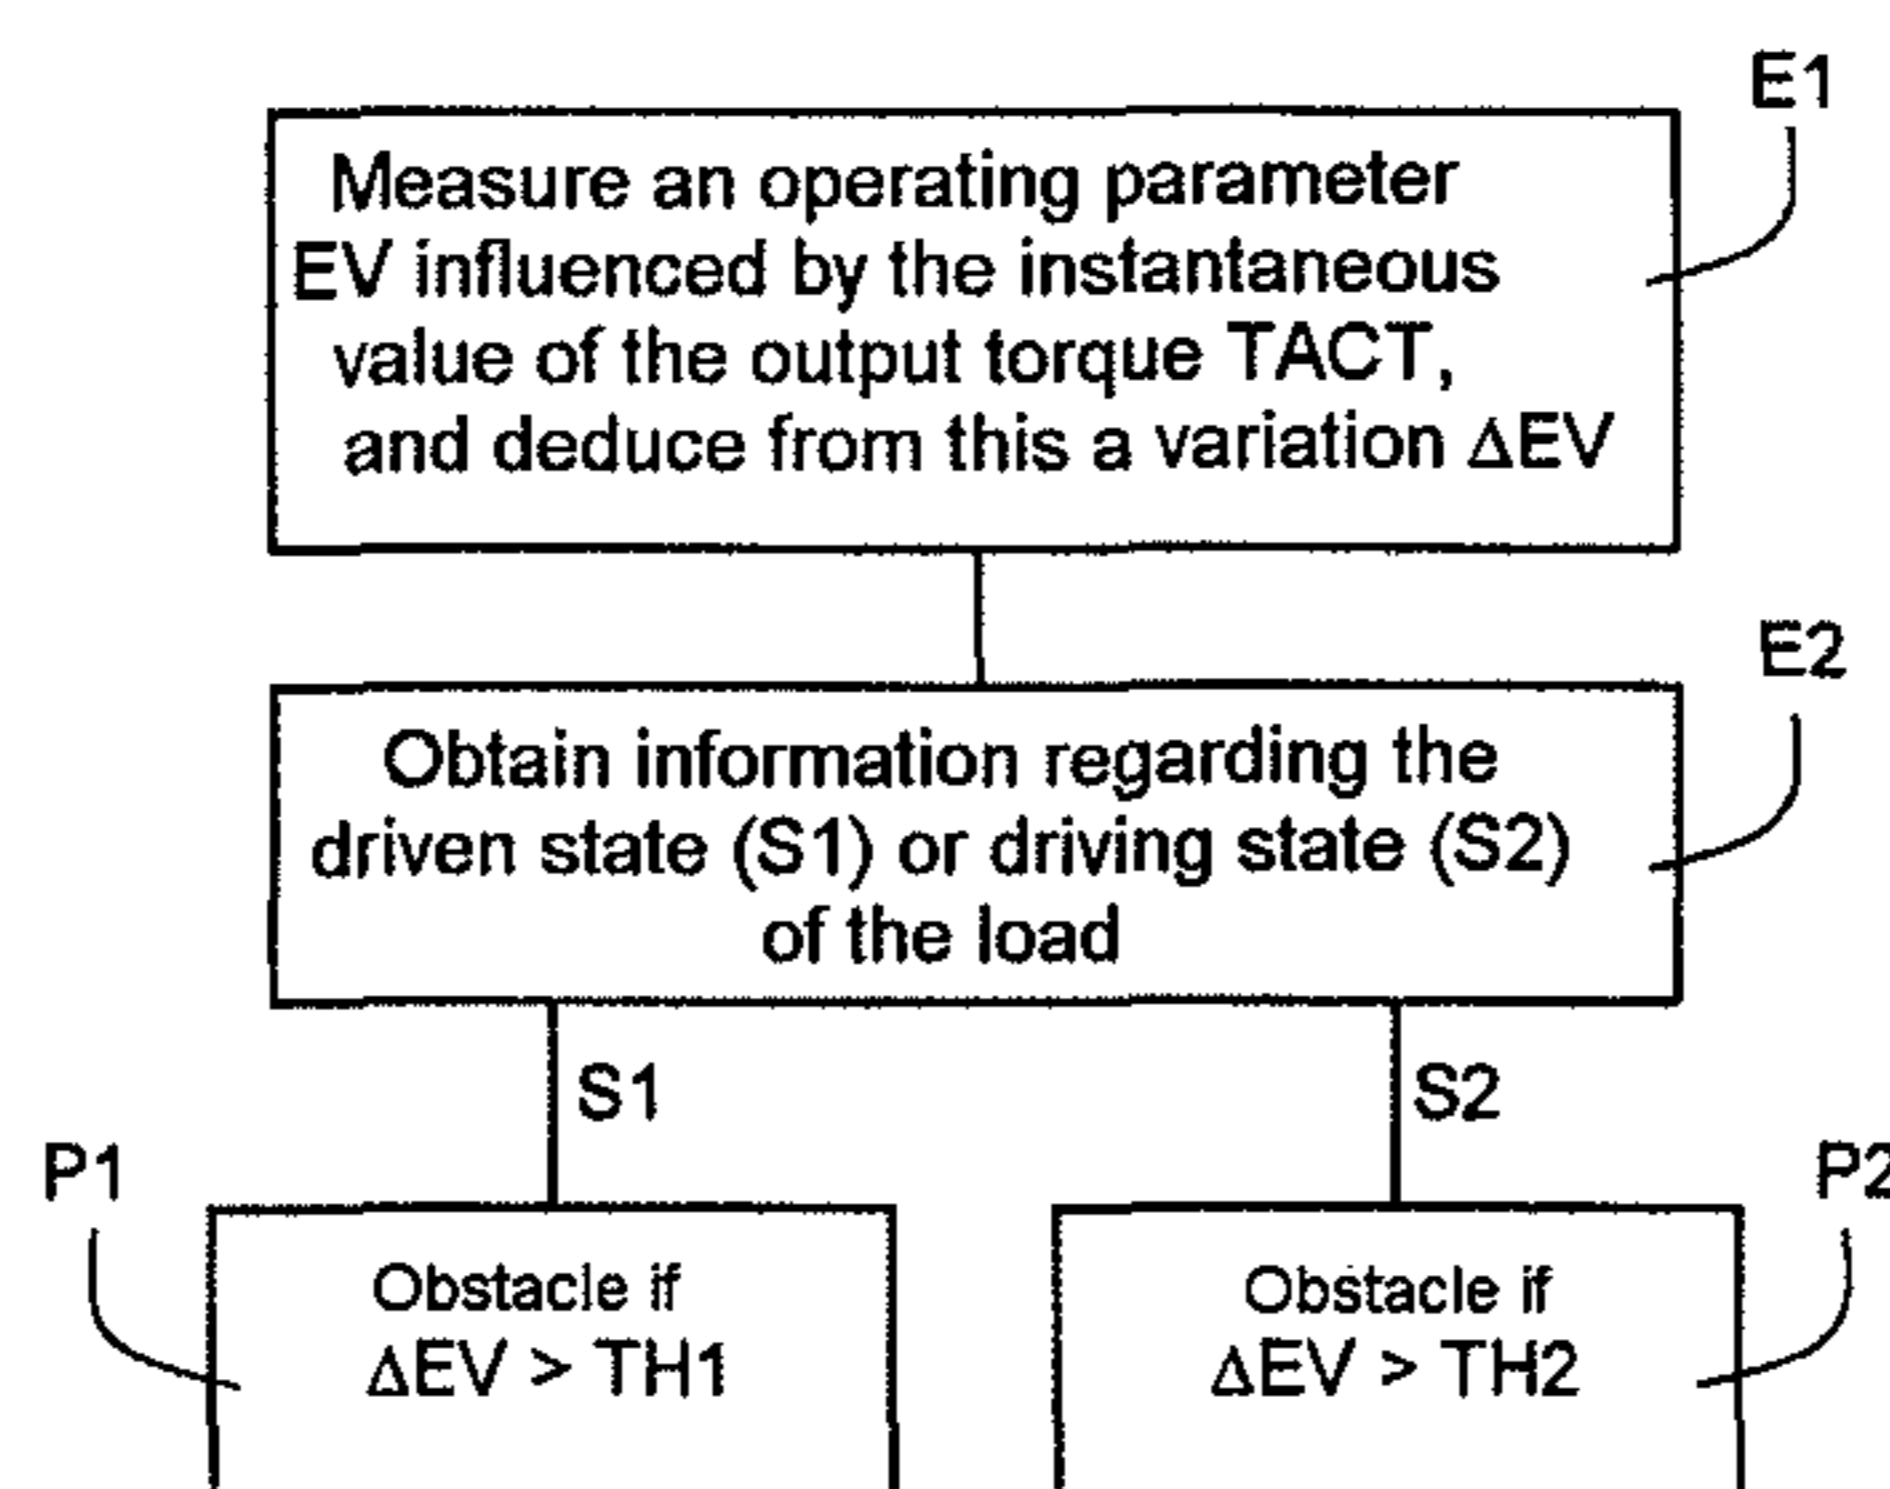 E1
Measure an operating parameter
EV influenced by the instantaneous
value of the output torque TACT,
and deduce from this a variation ΔEV
E2
Obtain information regarding the
driven state (S1) or driving state (S2)
of the load
S1
S2
P1
P2
Obstacle if
ΔEV > TH1
Obstacle if
ΔEV > TH2